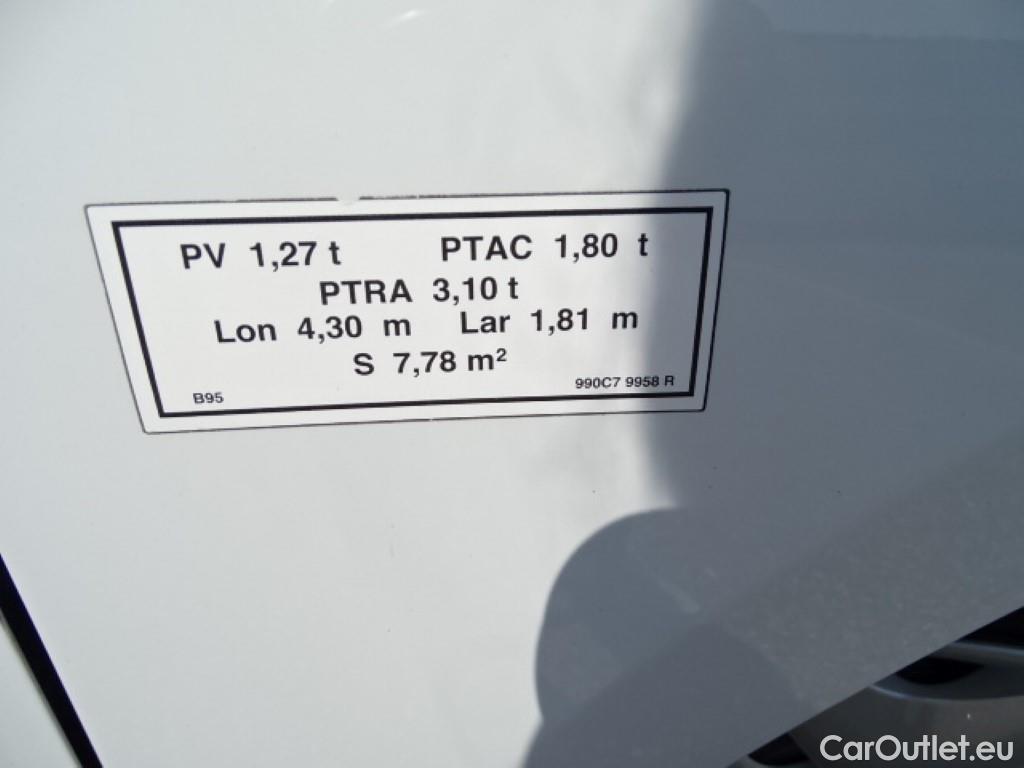 PV 1,27 t PTAC 1,80 t
PTRA 3,10 t
Lon 4,30 m Lar 1,81 m
S 7,78 m²
B95 990C7 9958 R
CarOutlet.eu